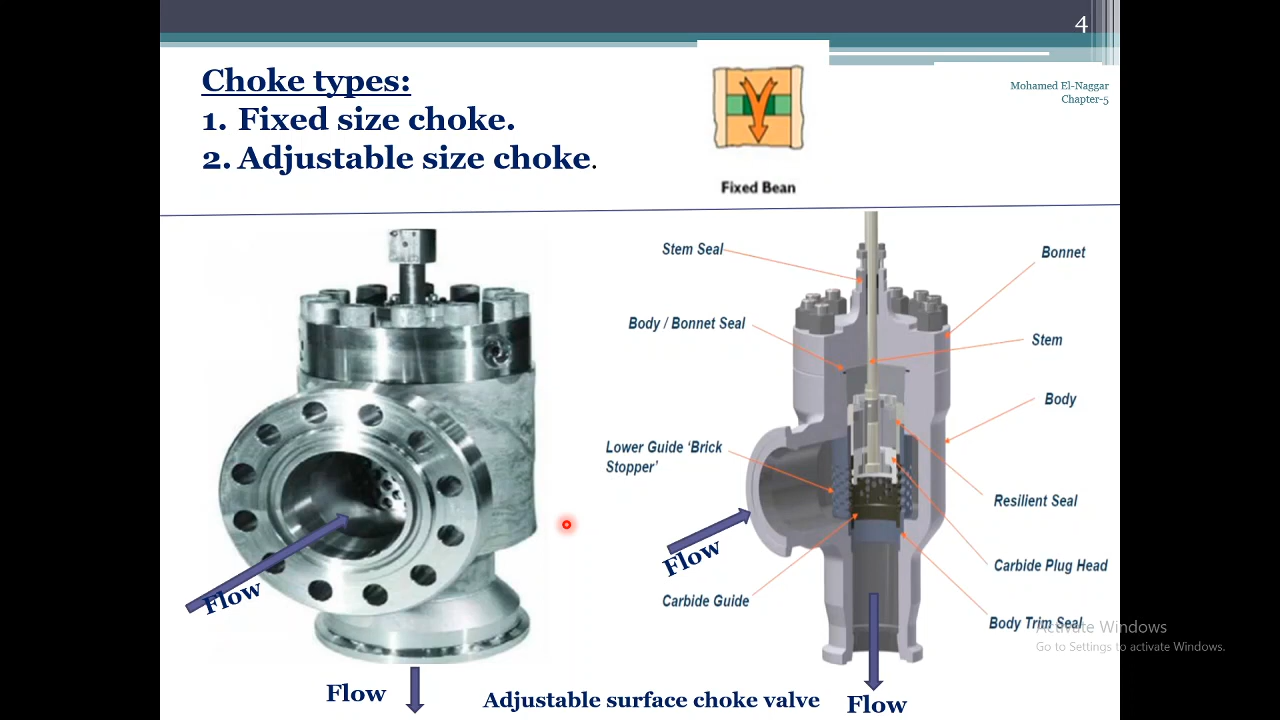 4
Mohamed El-Naggar
Chapter-5
Choke types:
1. Fixed size choke.
2. Adjustable size choke.
Fixed Bean
Stem Seal
Bonnet
Body / Bonnet Seal
Stem
Body
Lower Guide ‘Brick
Stopper’
Resilient Seal
Flow
Flow
Carbide Plug Head
Carbide Guide
Body Trim Seal
Activate Windows
Go to Settings to activate Windows.
Flow
Adjustable surface choke valve
Flow